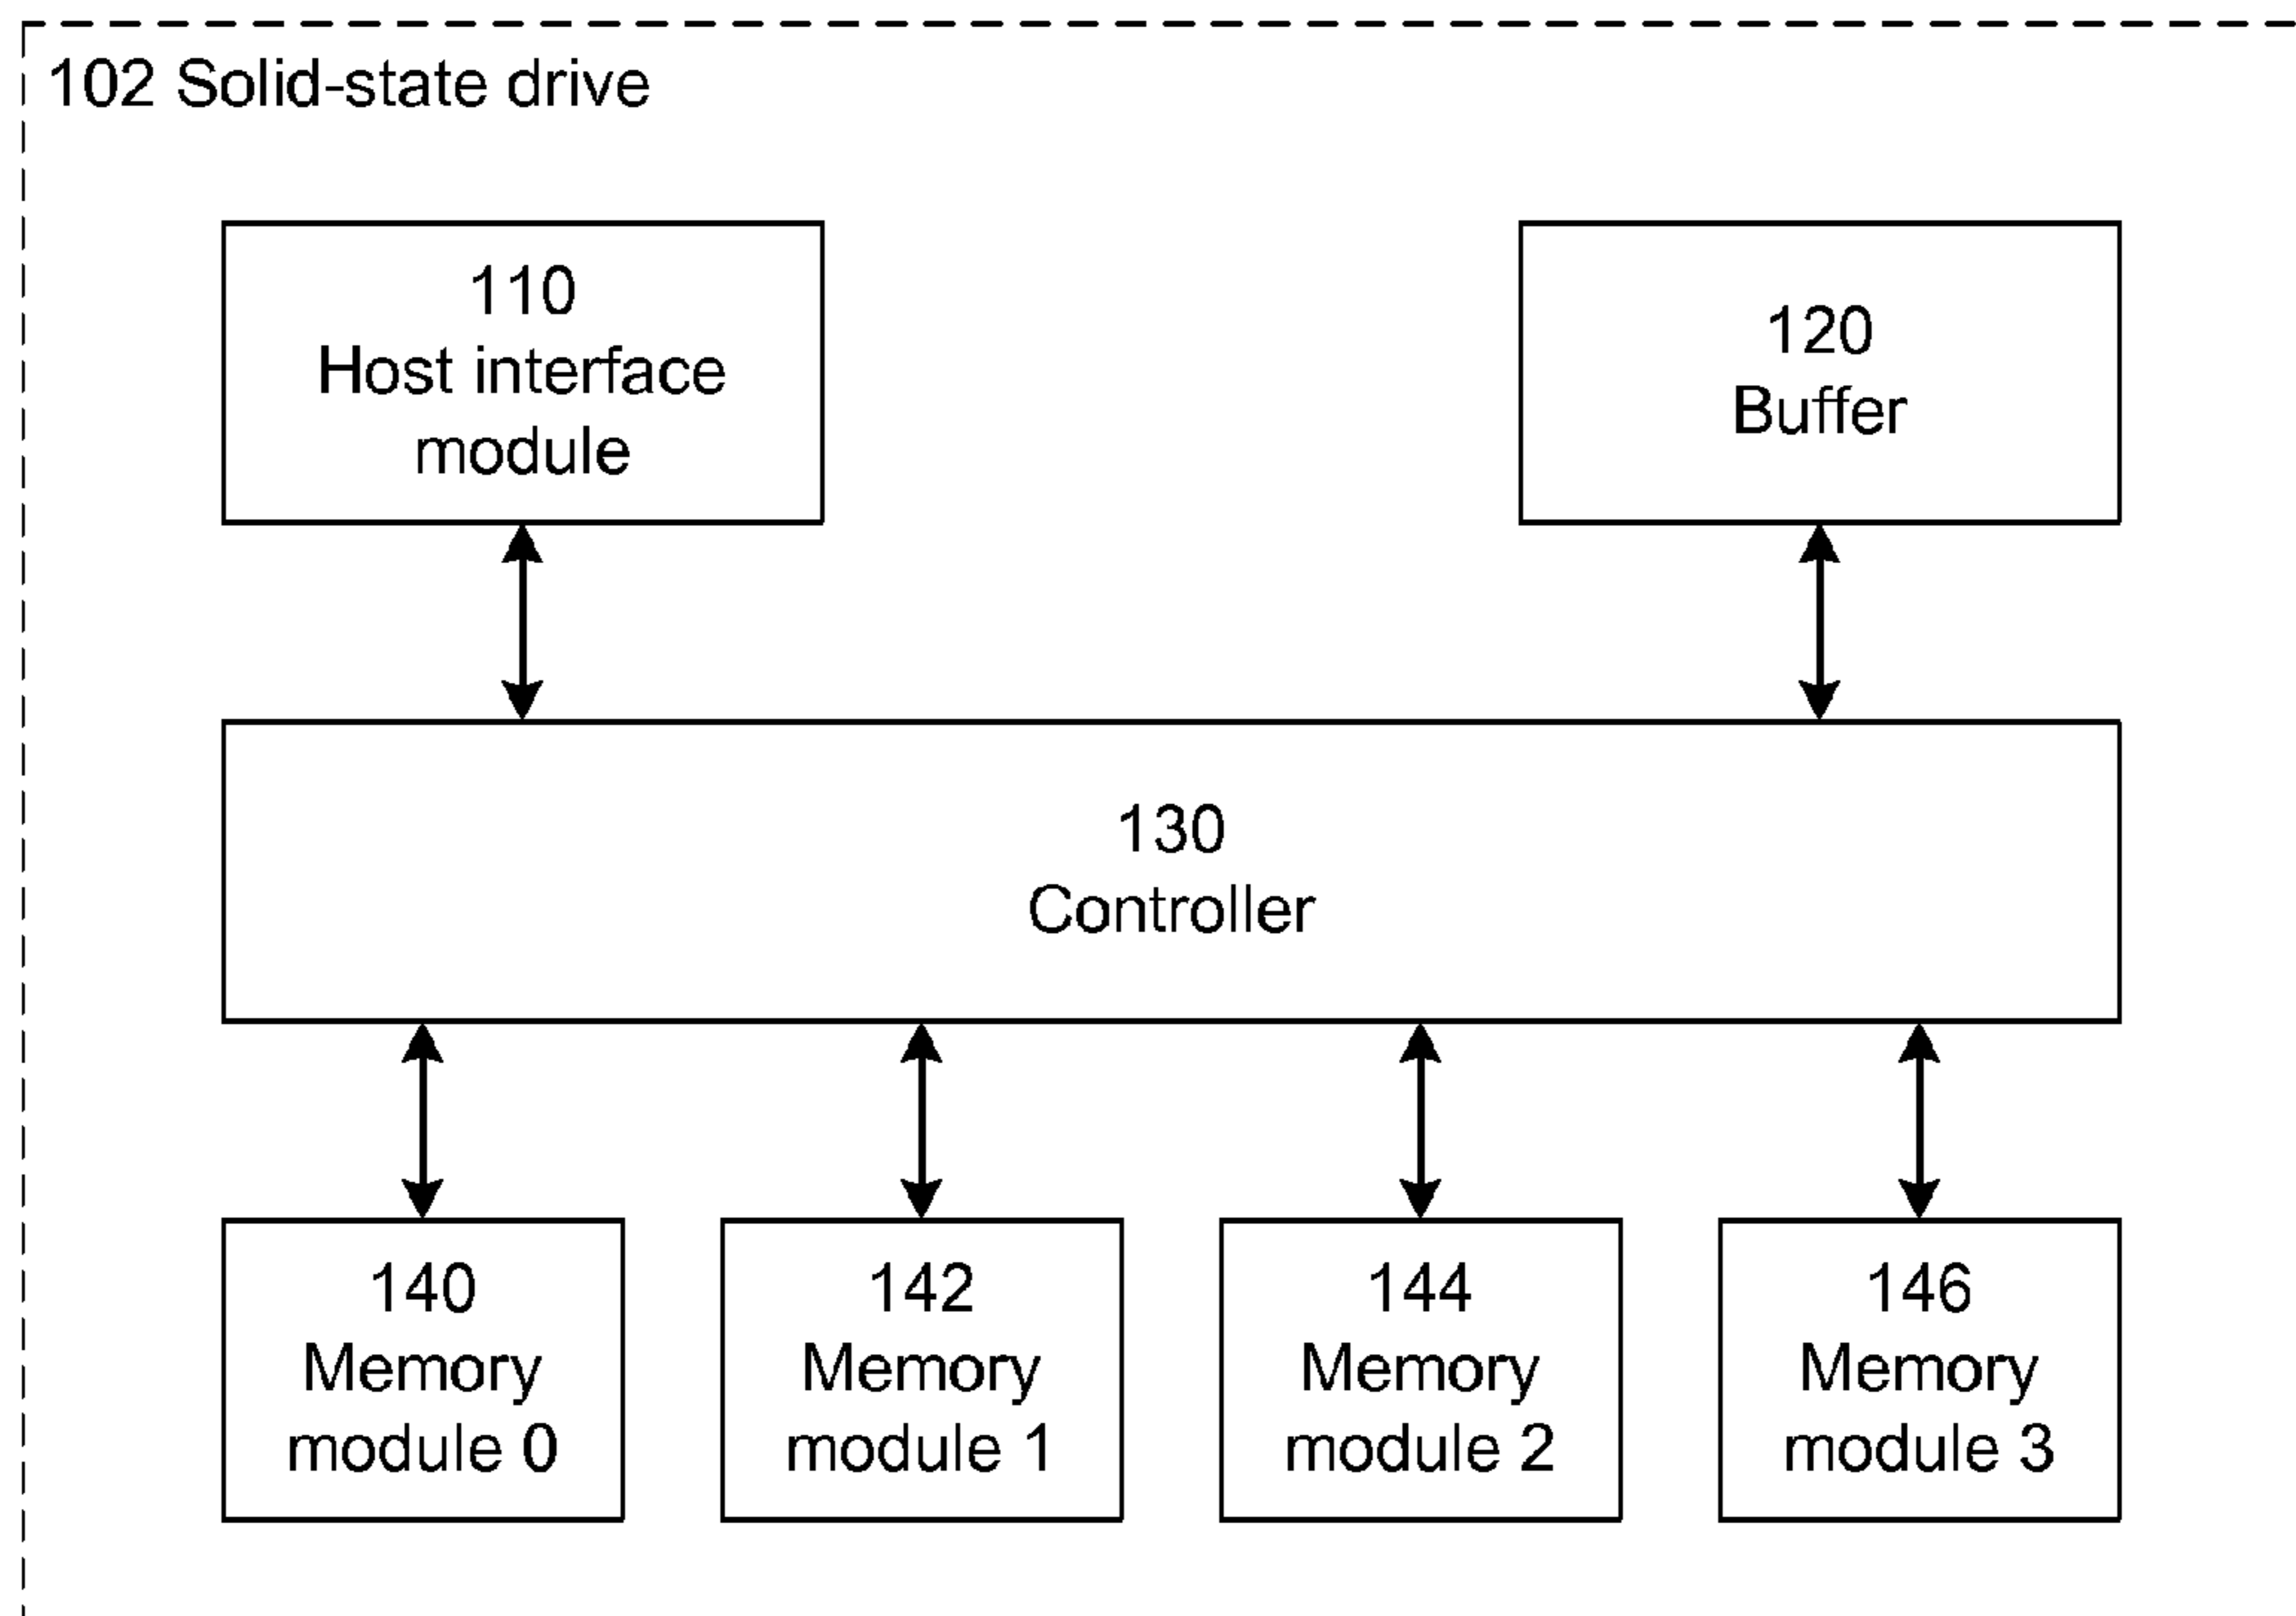 102 Solid-state drive
110
Host interface
module
120
Buffer
130
Controller
140
Memory
module 0
142
Memory
module 1
144
Memory
module 2
146
Memory
module 3